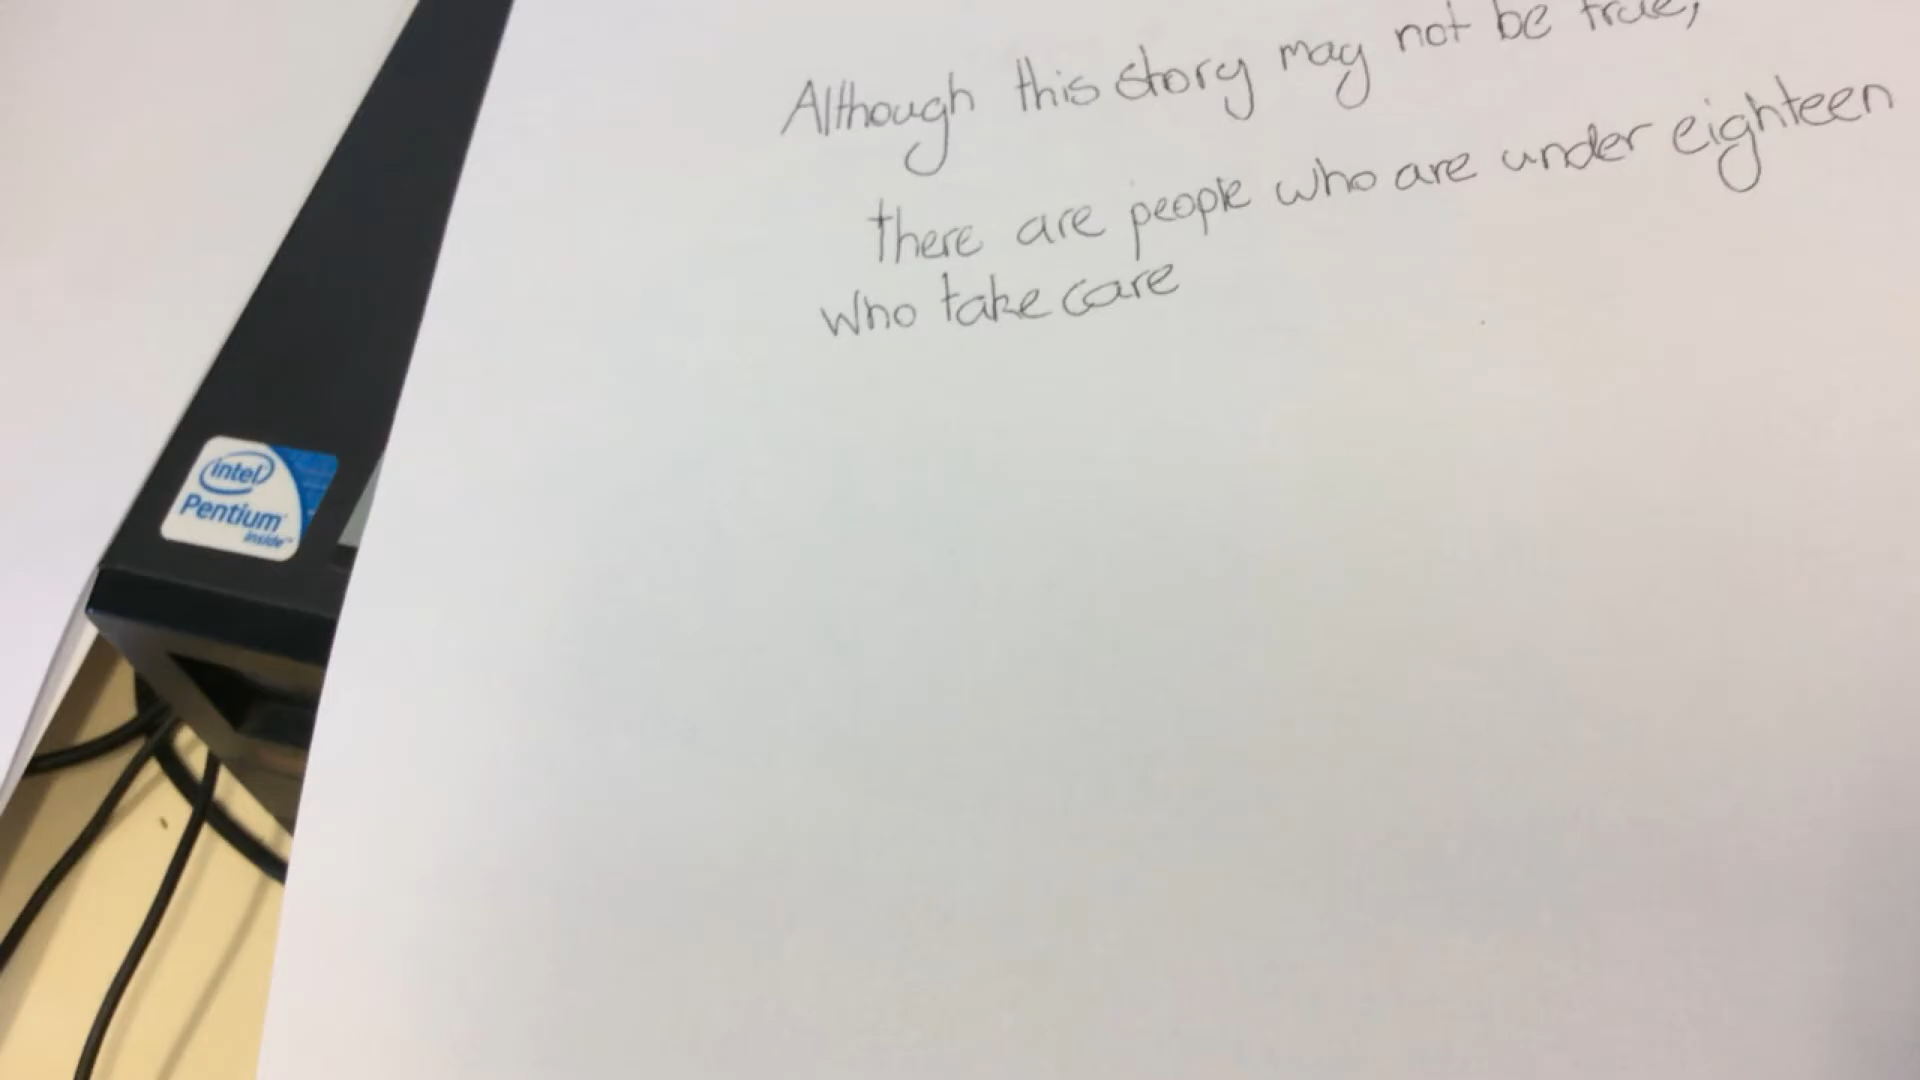 Although this story may not be true,
there are people who are under eighteen
who take care
intel
Pentium
inside™